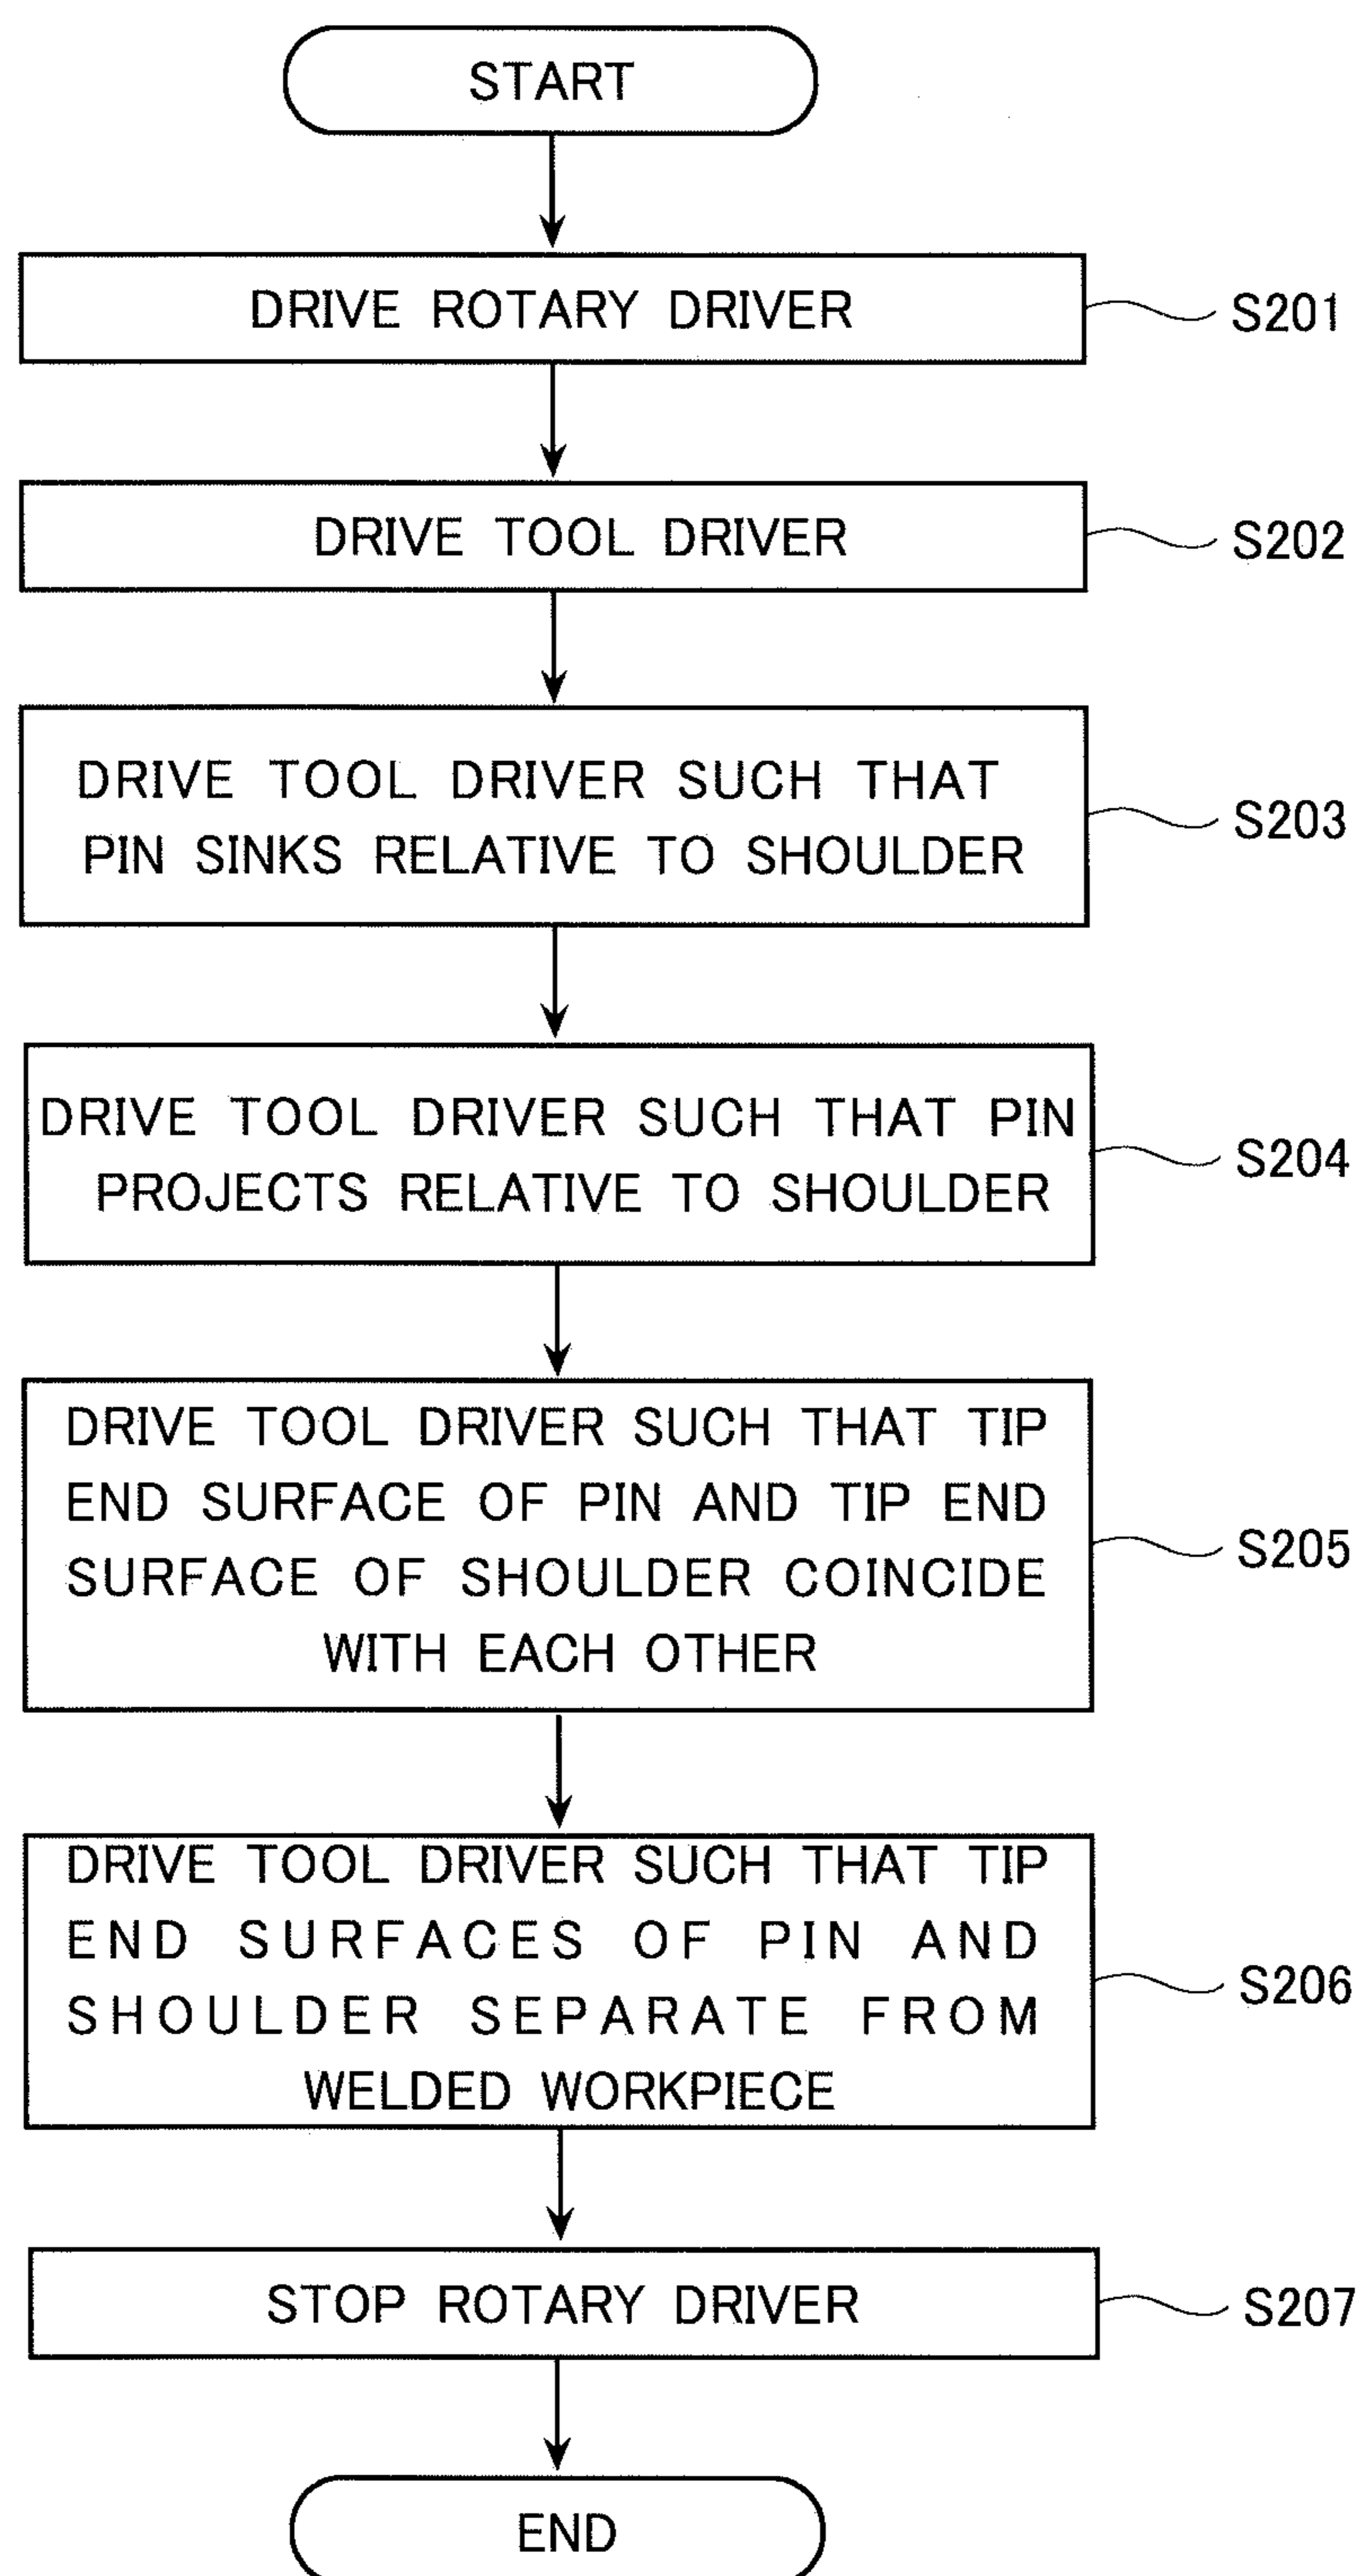 START
DRIVE ROTARY DRIVER
S201
DRIVE TOOL DRIVER
S202
DRIVE TOOL DRIVER SUCH THAT
PIN SINKS RELATIVE TO SHOULDER
S203
DRIVE TOOL DRIVER SUCH THAT PIN
PROJECTS RELATIVE TO SHOULDER
S204
DRIVE TOOL DRIVER SUCH THAT TIP
END SURFACE OF PIN AND TIP END
SURFACE OF SHOULDER COINCIDE
WITH EACH OTHER
S205
DRIVE TOOL DRIVER SUCH THAT TIP
END SURFACES OF PIN AND
SHOULDER SEPARATE FROM
WELDED WORKPIECE
S206
STOP ROTARY DRIVER
S207
END